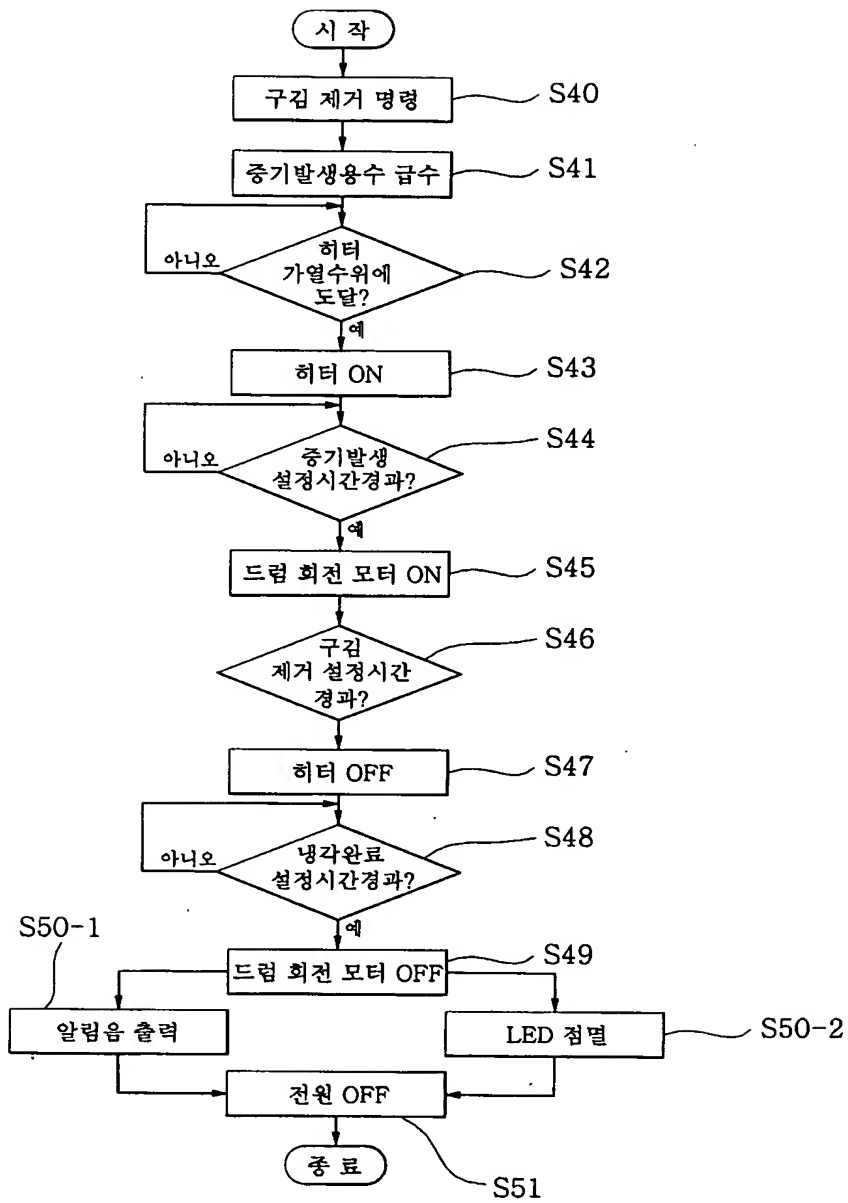 시 작
구김 제거 명령
S40
증기발생용수 급수
S41
아니오
히터
가열수위에
도달?
S42
예
히터 ON
S43
아니오
증기발생
설정시간경과?
S44
예
드럼 회전 모터 ON
S45
구김
제거 설정시간
경과?
S46
히터 OFF
S47
아니오
냉각완료
설정시간경과?
S48
예
S50-1
드럼 회전 모터 OFF
S49
알림음 출력
LED 점멸
S50-2
전원 OFF
종 료
S51